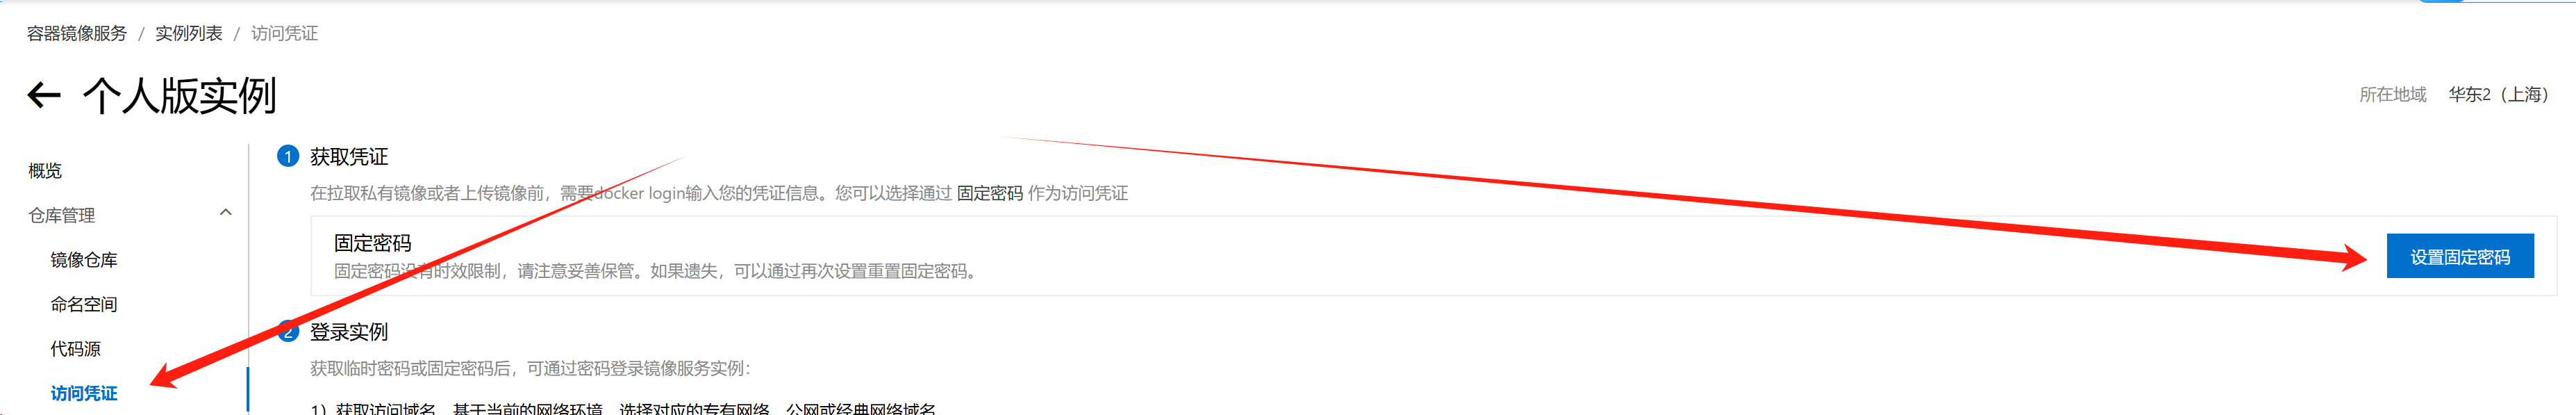 容器镜像服务 / 实例列表 / 访问凭证
← 个人版实例
所在地域 华东2（上海）
概览
仓库管理
镜像仓库
命名空间
代码源
访问凭证
1 获取凭证
在拉取私有镜像或者上传镜像前，需要docker login输入您的凭证信息。您可以选择通过 固定密码 作为访问凭证
固定密码
固定密码没有时效限制，请注意妥善保管。如果遗失，可以通过再次设置重置固定密码。
设置固定密码
2 登录实例
获取临时密码或固定密码后，可通过密码登录镜像服务实例：
1）获取访问域名，基于当前的网络环境，选择对应的专有网络、公网或经典网络域名